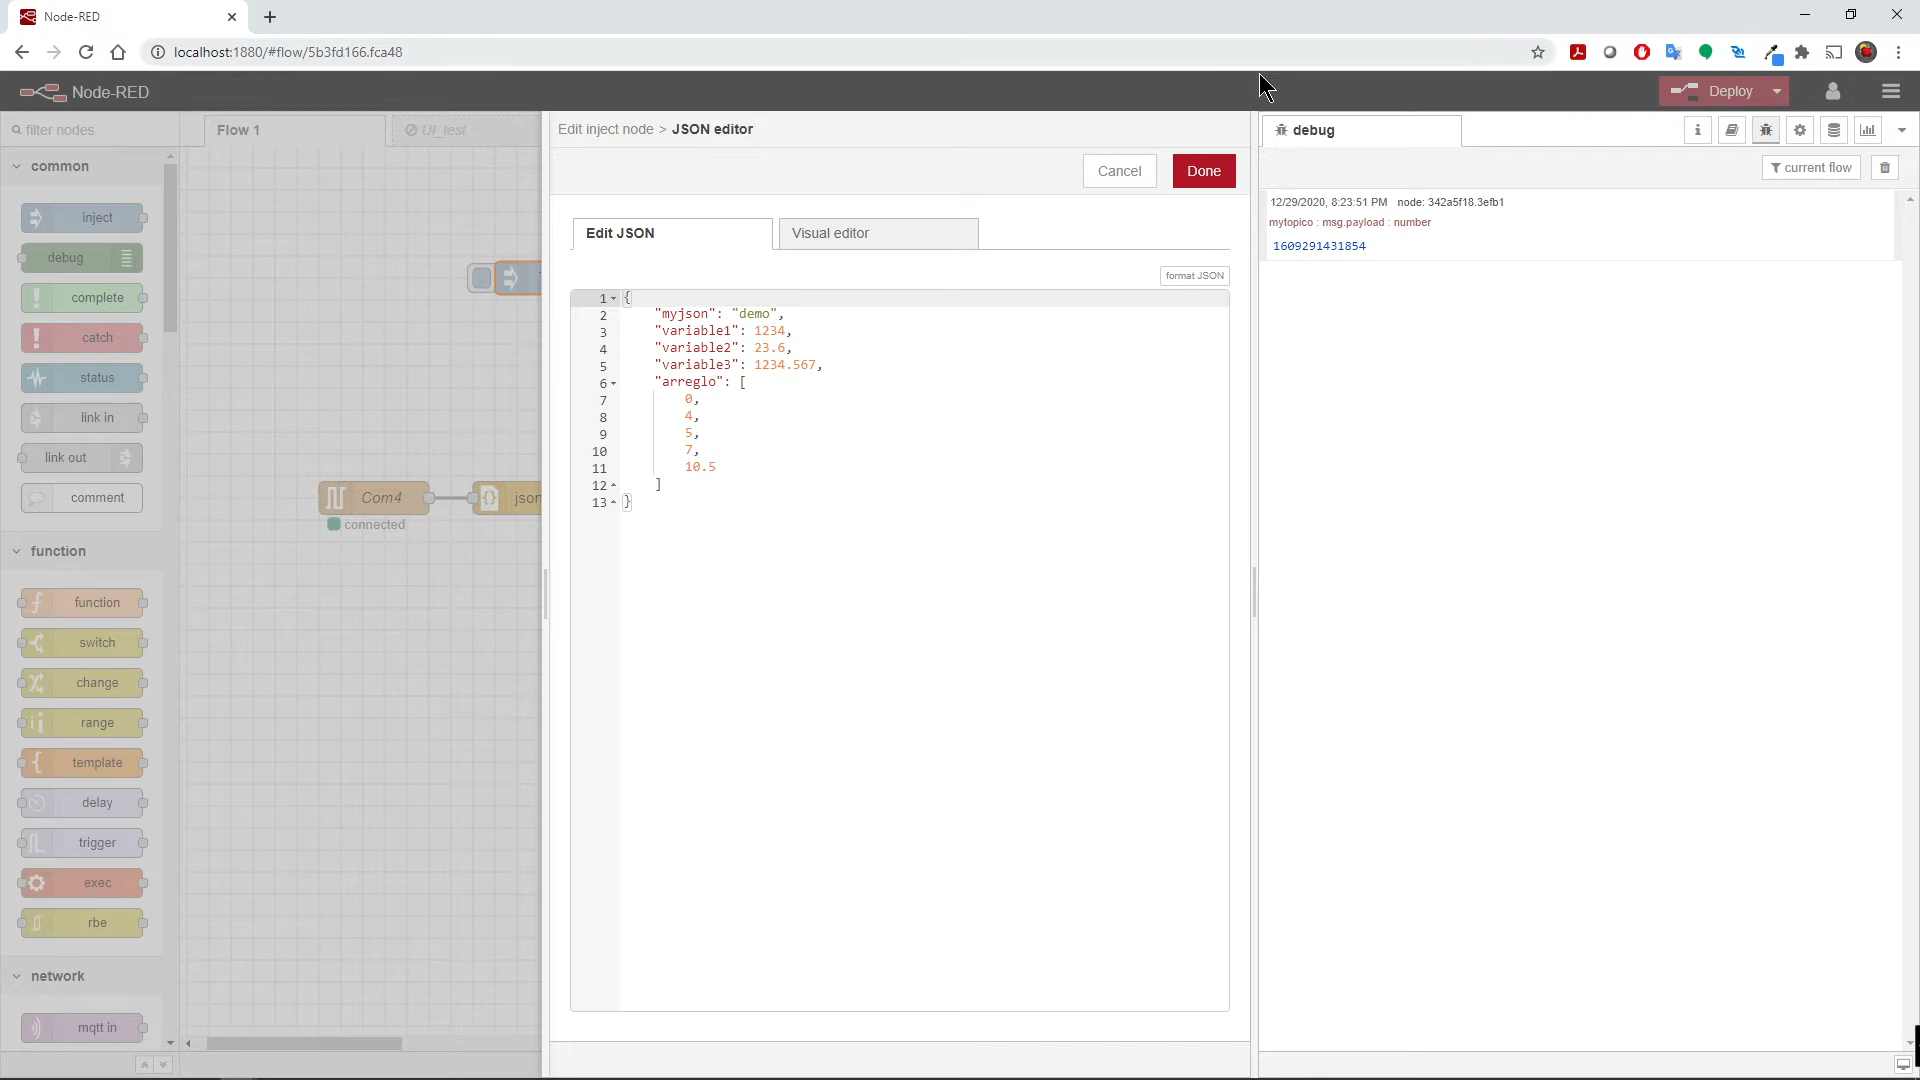 Node-RED
localhost:1880/#flow/5b3fd166.fca48
Node-RED
Deploy
filter nodes
Flow 1
UI_test
Edit inject node > JSON editor
debug
Cancel
Done
current flow
common
inject
debug
complete
catch
status
link in
link out
comment
function
function
switch
change
range
template
delay
trigger
exec
rbe
network
mqtt in
Com4
connected
json
Edit JSON
Visual editor
format JSON
1 {
2 "myjson": "demo",
3 "variable1": 1234,
4 "variable2": 23.6,
5 "variable3": 1234.567,
6 "arreglo": [
7 0,
8 4,
9 5,
10 7,
11 10.5
12 ]
13 }
12/29/2020, 8:23:51 PM node: 342a5f18.3efb1
mytopico : msg.payload : number
1609291431854